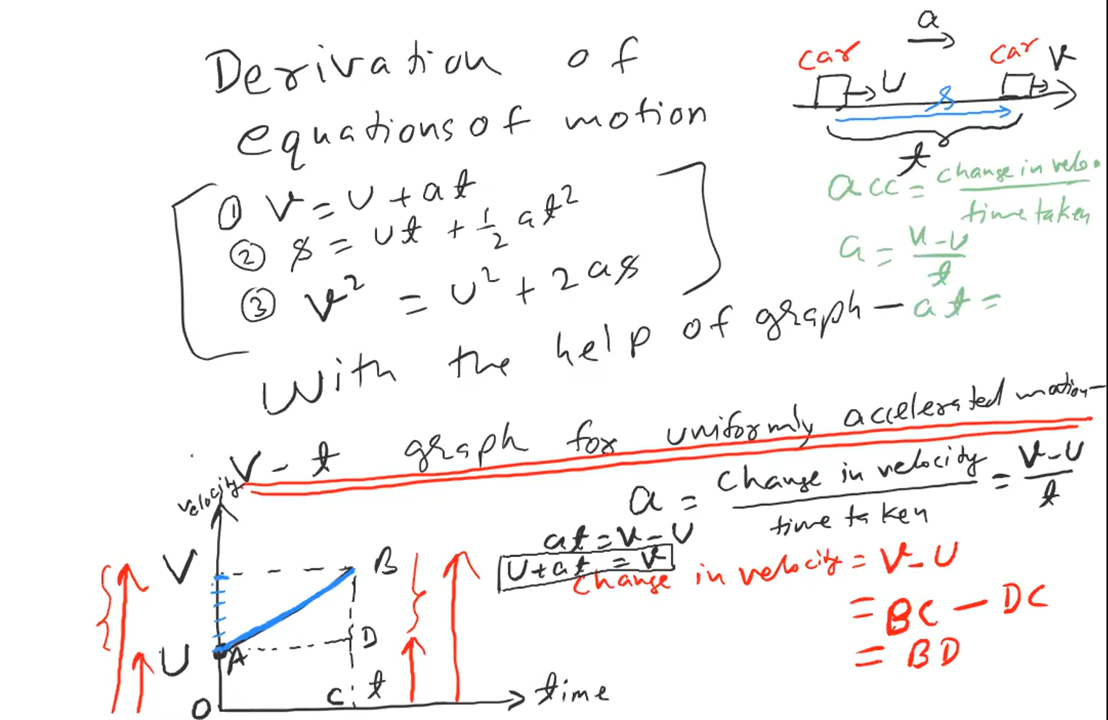 Derivation of
equations of motion
① v = u + at
② s = ut + 1/2 at²
③ v² = u² + 2as
With the help of graph –
a
car
car
U
v
s
t
acc = change in velo.
time taken
a = v–u
t
at =
V – t graph for uniformly accelerated motion –
velocity
V
U
A
B
D
C
t
O
time
a = change in velocity = v–u
time taken t
at = v – u
u + at = v
change in velocity = v – u
= BC – DC
= BD